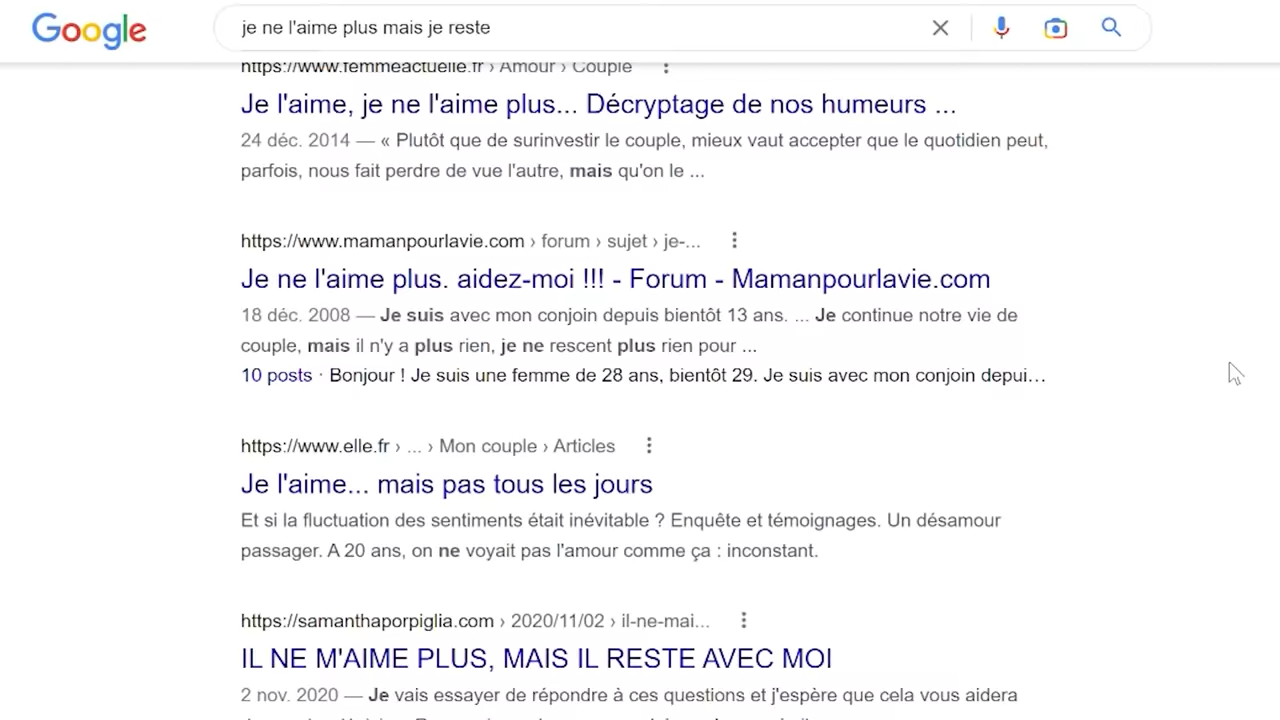 Google
je ne l'aime plus mais je reste
https://www.femmeactuelle.fr › Amour › Couple
Je l'aime, je ne l'aime plus... Décryptage de nos humeurs ...
24 déc. 2014 — « Plutôt que de surinvestir le couple, mieux vaut accepter que le quotidien peut,
parfois, nous fait perdre de vue l'autre, mais qu'on le ...
https://www.mamanpourlavie.com › forum › sujet › je-...
Je ne l'aime plus. aidez-moi !!! - Forum - Mamanpourlavie.com
18 déc. 2008 — Je suis avec mon conjoin depuis bientôt 13 ans. ... Je continue notre vie de
couple, mais il n'y a plus rien, je ne rescent plus rien pour ...
10 posts · Bonjour ! Je suis une femme de 28 ans, bientôt 29. Je suis avec mon conjoin depui...
https://www.elle.fr › ... › Mon couple › Articles
Je l'aime... mais pas tous les jours
Et si la fluctuation des sentiments était inévitable ? Enquête et témoignages. Un désamour
passager. A 20 ans, on ne voyait pas l'amour comme ça : inconstant.
https://samanthaporpiglia.com › 2020/11/02 › il-ne-mai...
IL NE M'AIME PLUS, MAIS IL RESTE AVEC MOI
2 nov. 2020 — Je vais essayer de répondre à ces questions et j'espère que cela vous aidera